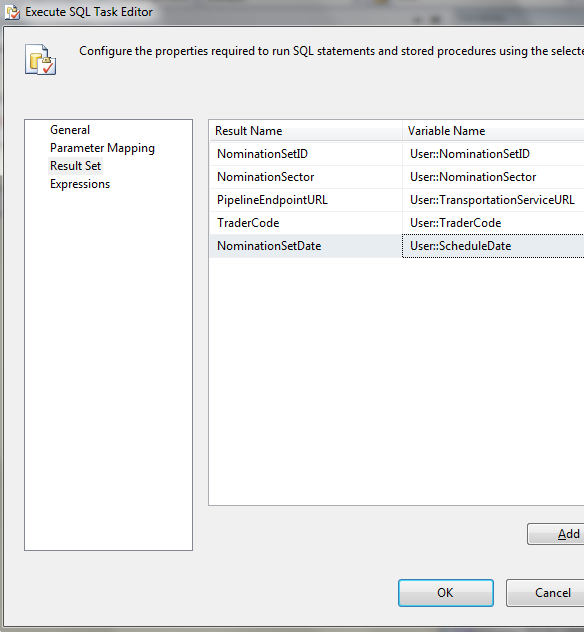 Execute SQL Task Editor
Configure the properties required to run SQL statements and stored procedures using the selecte
General
Parameter Mapping
Result Set
Expressions
Result Name Variable Name
NominationSetID User::NominationSetID
NominationSector User::NominationSector
PipelineEndpointURL User::TransportationServiceURL
TraderCode User::TraderCode
NominationSetDate User::ScheduleDate
Add
OK Cancel